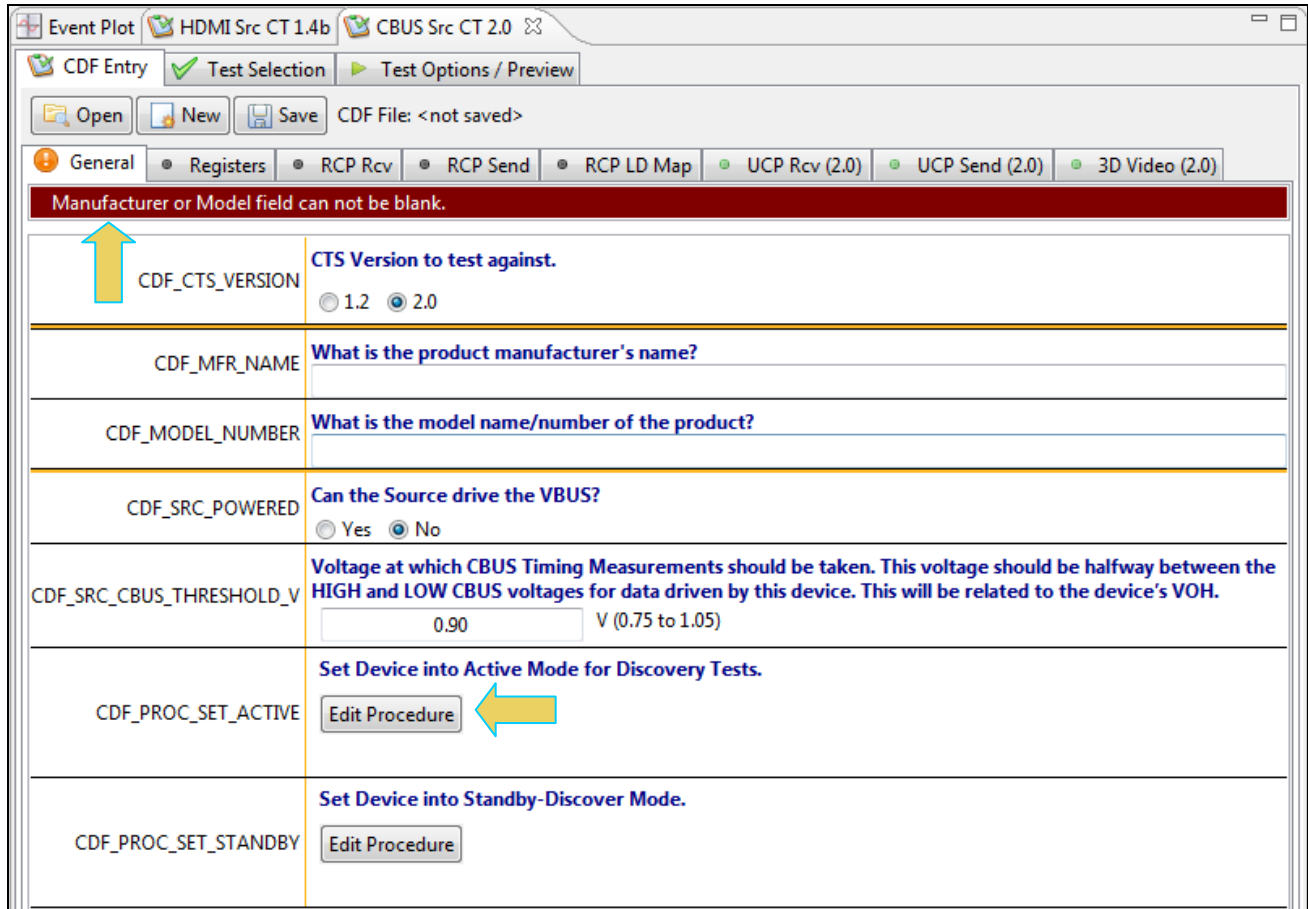 Event Plot HDMI Src CT 1.4b CBUS Src CT 2.0
CDF Entry Test Selection Test Options / Preview
Open New Save CDF File: <not saved>
General Registers RCP Rcv RCP Send RCP LD Map UCP Rcv (2.0) UCP Send (2.0) 3D Video (2.0)
Manufacturer or Model field can not be blank.
CDF_CTS_VERSION
CTS Version to test against.
1.2 2.0
CDF_MFR_NAME
What is the product manufacturer's name?
CDF_MODEL_NUMBER
What is the model name/number of the product?
CDF_SRC_POWERED
Can the Source drive the VBUS?
Yes No
CDF_SRC_CBUS_THRESHOLD_V
Voltage at which CBUS Timing Measurements should be taken. This voltage should be halfway between the
HIGH and LOW CBUS voltages for data driven by this device. This will be related to the device's VOH.
0.90 V (0.75 to 1.05)
CDF_PROC_SET_ACTIVE
Set Device into Active Mode for Discovery Tests.
Edit Procedure
CDF_PROC_SET_STANDBY
Set Device into Standby-Discover Mode.
Edit Procedure